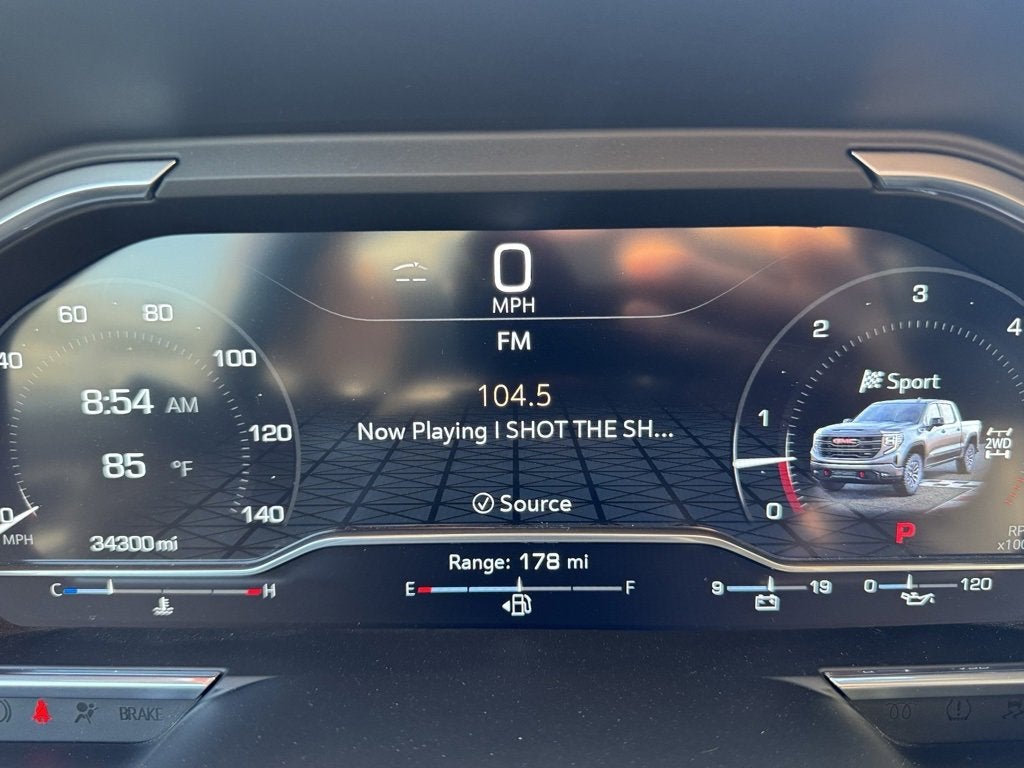 0
MPH
FM
104.5
Now Playing I SHOT THE SH...
Source
60
80
100
120
140
8:54 AM
85 °F
34300 mi
MPH
Range: 178 mi
C H
E F
9 19
0 120
0
1
2
3
4
Sport
GMC
2WD
P
BRAKE